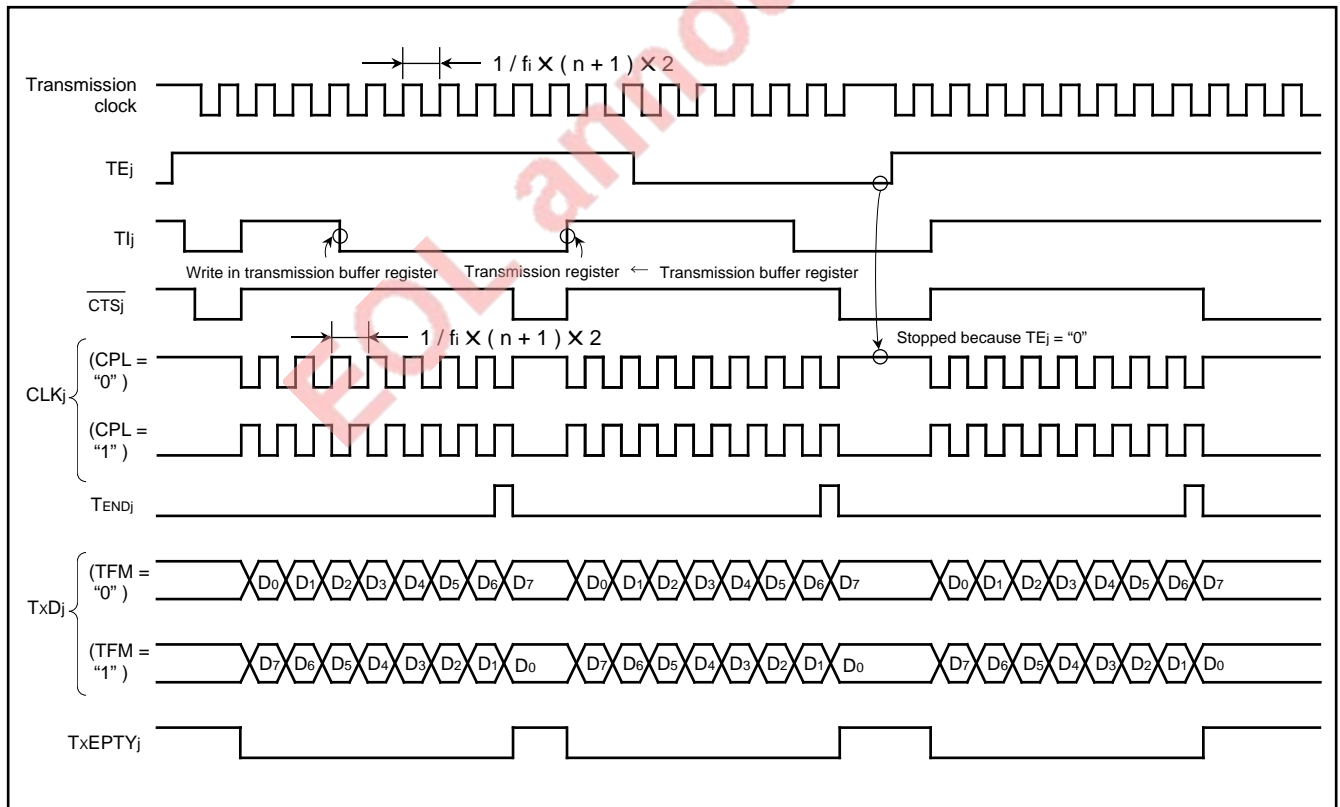 1 / fi X ( n + 1 ) X 2
Transmission
clock
TEj
TIj
Write in transmission buffer register
Transmission register ← Transmission buffer register
CTSj
1 / fi X ( n + 1 ) X 2
Stopped because TEj = “0”
CLKj
(CPL =
“0” )
(CPL =
“1” )
TENDj
TxDj
(TFM =
“0” )
D0 D1 D2 D3 D4 D5 D6 D7 D0 D1 D2 D3 D4 D5 D6 D7 D0 D1 D2 D3 D4 D5 D6 D7
(TFM =
“1” )
D7 D6 D5 D4 D3 D2 D1 D0 D7 D6 D5 D4 D3 D2 D1 D0 D7 D6 D5 D4 D3 D2 D1 D0
TxEPTYj
EOL